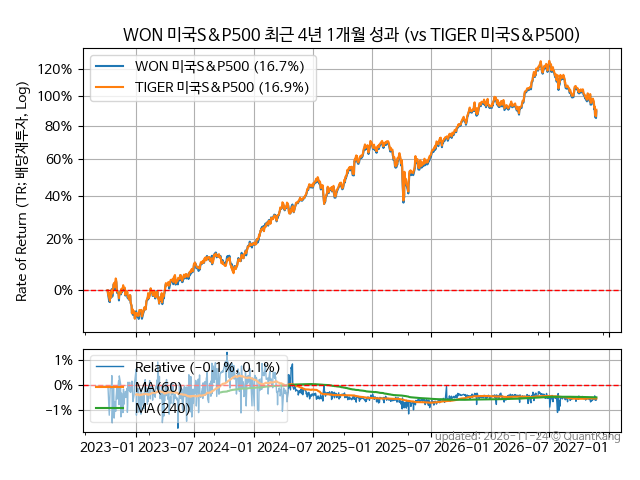 WON 미국S&P500 최근 4년 1개월 성과 (vs TIGER 미국S&P500)
Rate of Return (TR; 배당재투자, Log)
120%
100%
80%
60%
40%
20%
0%
WON 미국S&P500 (16.7%)
TIGER 미국S&P500 (16.9%)
1%
0%
−1%
Relative (−0.1%, 0.1%)
MA(60)
MA(240)
updated: 2026-11-24 © QuantKang
2023-01 2023-07 2024-01 2024-07 2025-01 2025-07 2026-01 2026-07 2027-01